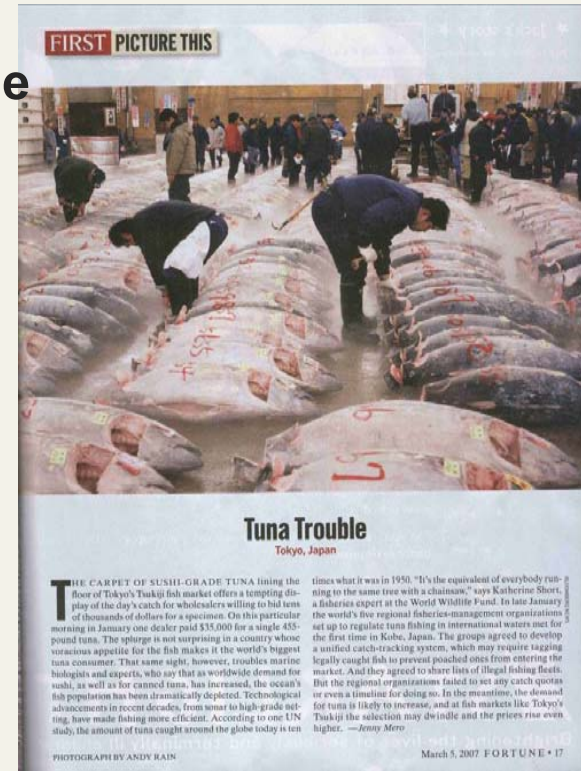 FIRST PICTURE THIS
e
Tuna Trouble
Tokyo, Japan
THE CARPET OF SUSHI-GRADE TUNA lining the
floor of Tokyo's Tsukiji fish market offers a tempting dis-
play of the day's catch for wholesalers willing to bid tens
of thousands of dollars for a specimen. On this particular
morning in January one dealer paid $35,000 for a single 455-
pound tuna. The splurge is not surprising in a country whose
voracious appetite for the fish makes it the world's biggest
tuna consumer. That same sight, however, troubles marine
biologists and experts, who say that as worldwide demand for
sushi, as well as for canned tuna, has increased, the ocean's
fish population has been dramatically depleted. Technological
advancements in recent decades, from sonar to high-grade net-
ting, have made fishing more efficient. According to one UN
study, the amount of tuna caught around the globe today is ten
times what it was in 1950. "It's the equivalent of everybody run-
ning to the same tree with a chainsaw," says Katherine Short,
a fisheries expert at the World Wildlife Fund. In late January
the world's five regional fisheries-management organizations
set up to regulate tuna fishing in international waters met for
the first time in Kobe, Japan. The groups agreed to develop
a unified catch-tracking system, which may require tagging
legally caught fish to prevent poached ones from entering the
market. And they agreed to share lists of illegal fishing fleets.
But the regional organizations failed to set any catch quotas
or even a timeline for doing so. In the meantime, the demand
for tuna is likely to increase, and at fish markets like Tokyo's
Tsukiji the selection may dwindle and the prices rise even
higher. —Jenny Mero
PHOTOGRAPH BY ANDY RAIN
March 5, 2007 FORTUNE • 17